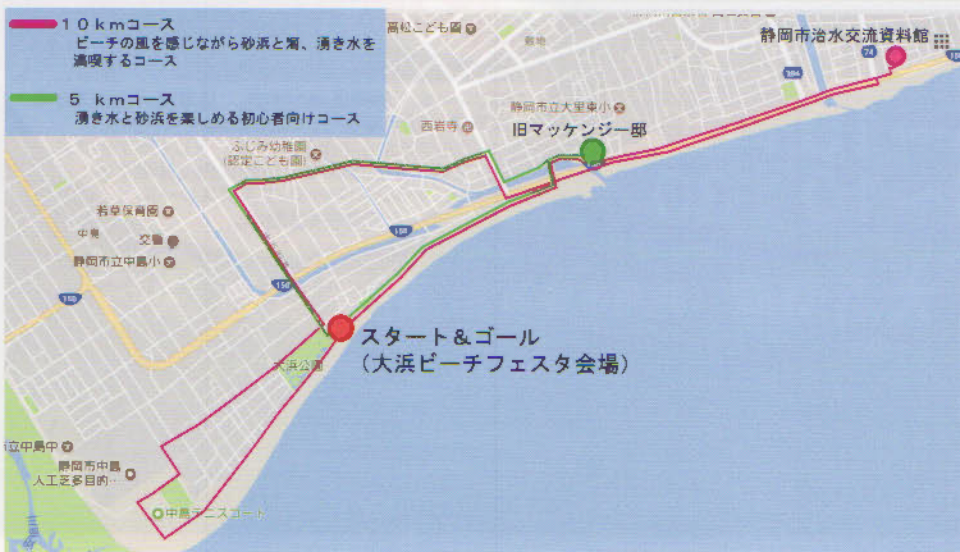 10kmコース
ビーチの風を感じながら砂浜と海、湧き水を
満喫するコース
5 kmコース
湧き水と砂浜を楽しめる初心者向けコース
高松こども園
敷地
静岡市治水交流資料館
74
150
384
静岡市立大里東小
旧マッケンジー邸
西岩寺
ふじみ幼稚園
(認定こども園)
若草保育園
中島
交番
静岡市立中島小
150
150
150
スタート&ゴール
(大浜ビーチフェスタ会場)
大浜公園
市立中島中
静岡市中島
人工芝多目的…
中島テニスコート